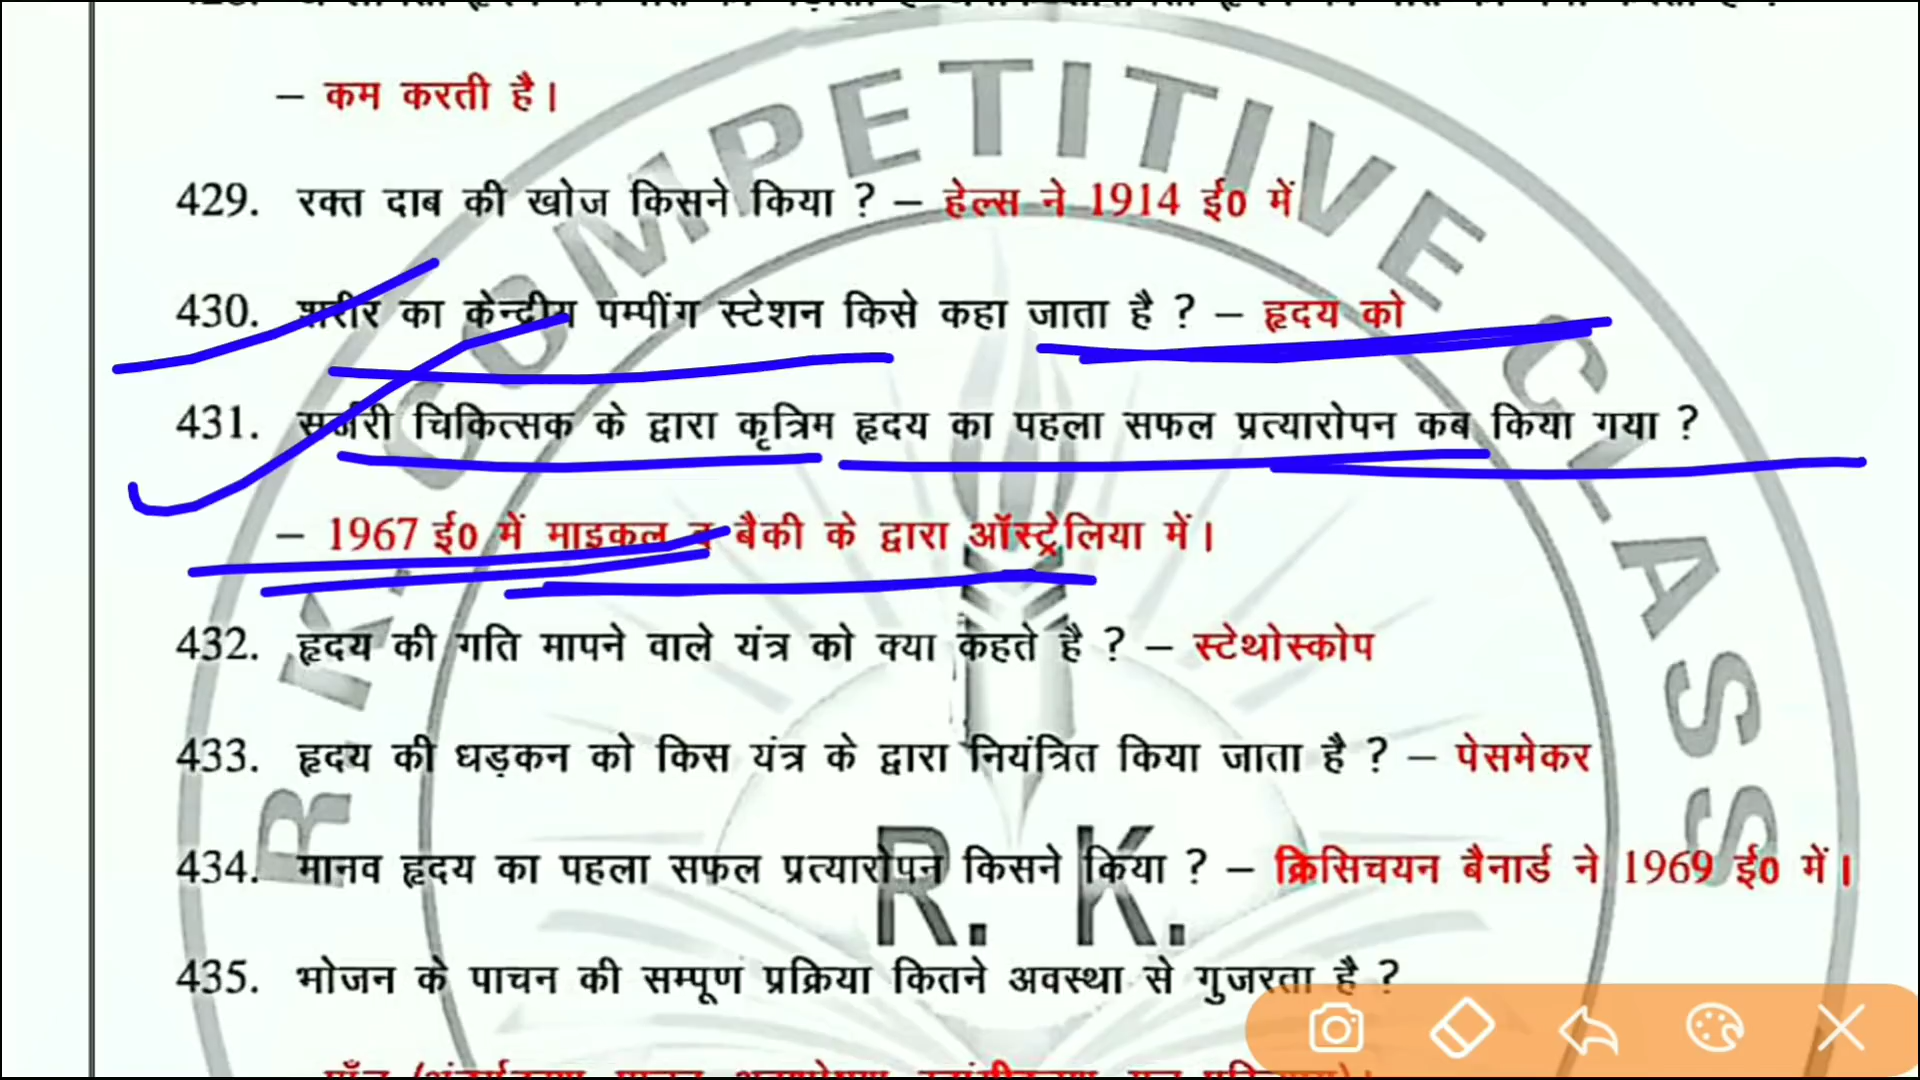 – कम करती है।
429. रक्त दाब की खोज किसने किया ? – हेल्स ने 1914 ई0 में
430. शरीर का केन्द्रीय पम्पींग स्टेशन किसे कहा जाता है ? – हृदय को
431. सर्जरी चिकित्सक के द्वारा कृत्रिम हृदय का पहला सफल प्रत्यारोपन कब किया गया ?
– 1967 ई0 में माइकल व बैकी के द्वारा ऑस्ट्रेलिया में।
432. हृदय की गति मापने वाले यंत्र को क्या कहते है ? – स्टेथोस्कोप
433. हृदय की धड़कन को किस यंत्र के द्वारा नियंत्रित किया जाता है ? – पेसमेकर
434. मानव हृदय का पहला सफल प्रत्यारोपन किसने किया ? – क्रिसिचयन बैनार्ड ने 1969 ई0 में।
435. भोजन के पाचन की सम्पूर्ण प्रक्रिया कितने अवस्था से गुजरता है ?
R. K. COMPETITIVE CLASS
R. K.